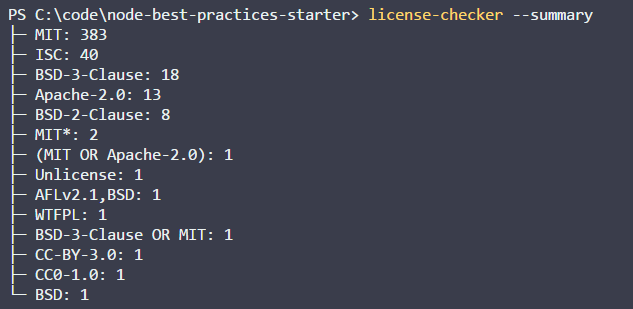 PS C:\code\node-best-practices-starter> license-checker --summary
├─ MIT: 383
├─ ISC: 40
├─ BSD-3-Clause: 18
├─ Apache-2.0: 13
├─ BSD-2-Clause: 8
├─ MIT*: 2
├─ (MIT OR Apache-2.0): 1
├─ Unlicense: 1
├─ AFLv2.1,BSD: 1
├─ WTFPL: 1
├─ BSD-3-Clause OR MIT: 1
├─ CC-BY-3.0: 1
├─ CC0-1.0: 1
└─ BSD: 1